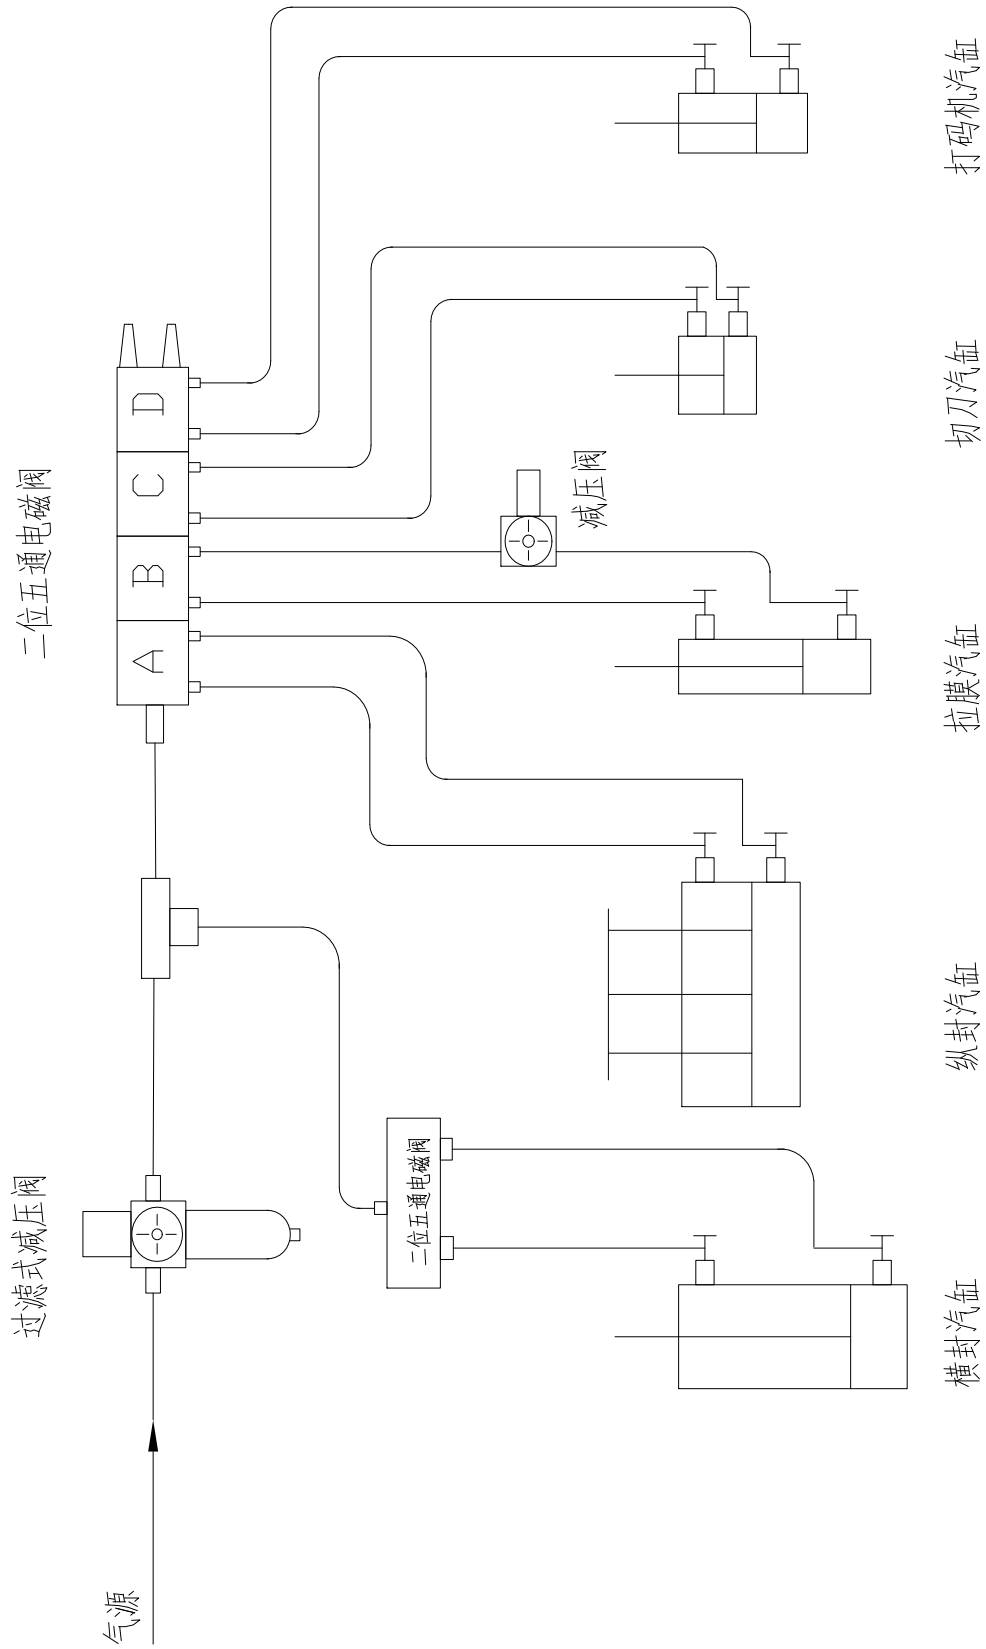 气源
过滤式减压阀
二位五通电磁阀
A
B
C
D
二位五通电磁阀
减压阀
横封汽缸
纵封汽缸
拉膜汽缸
切刀汽缸
打码机汽缸